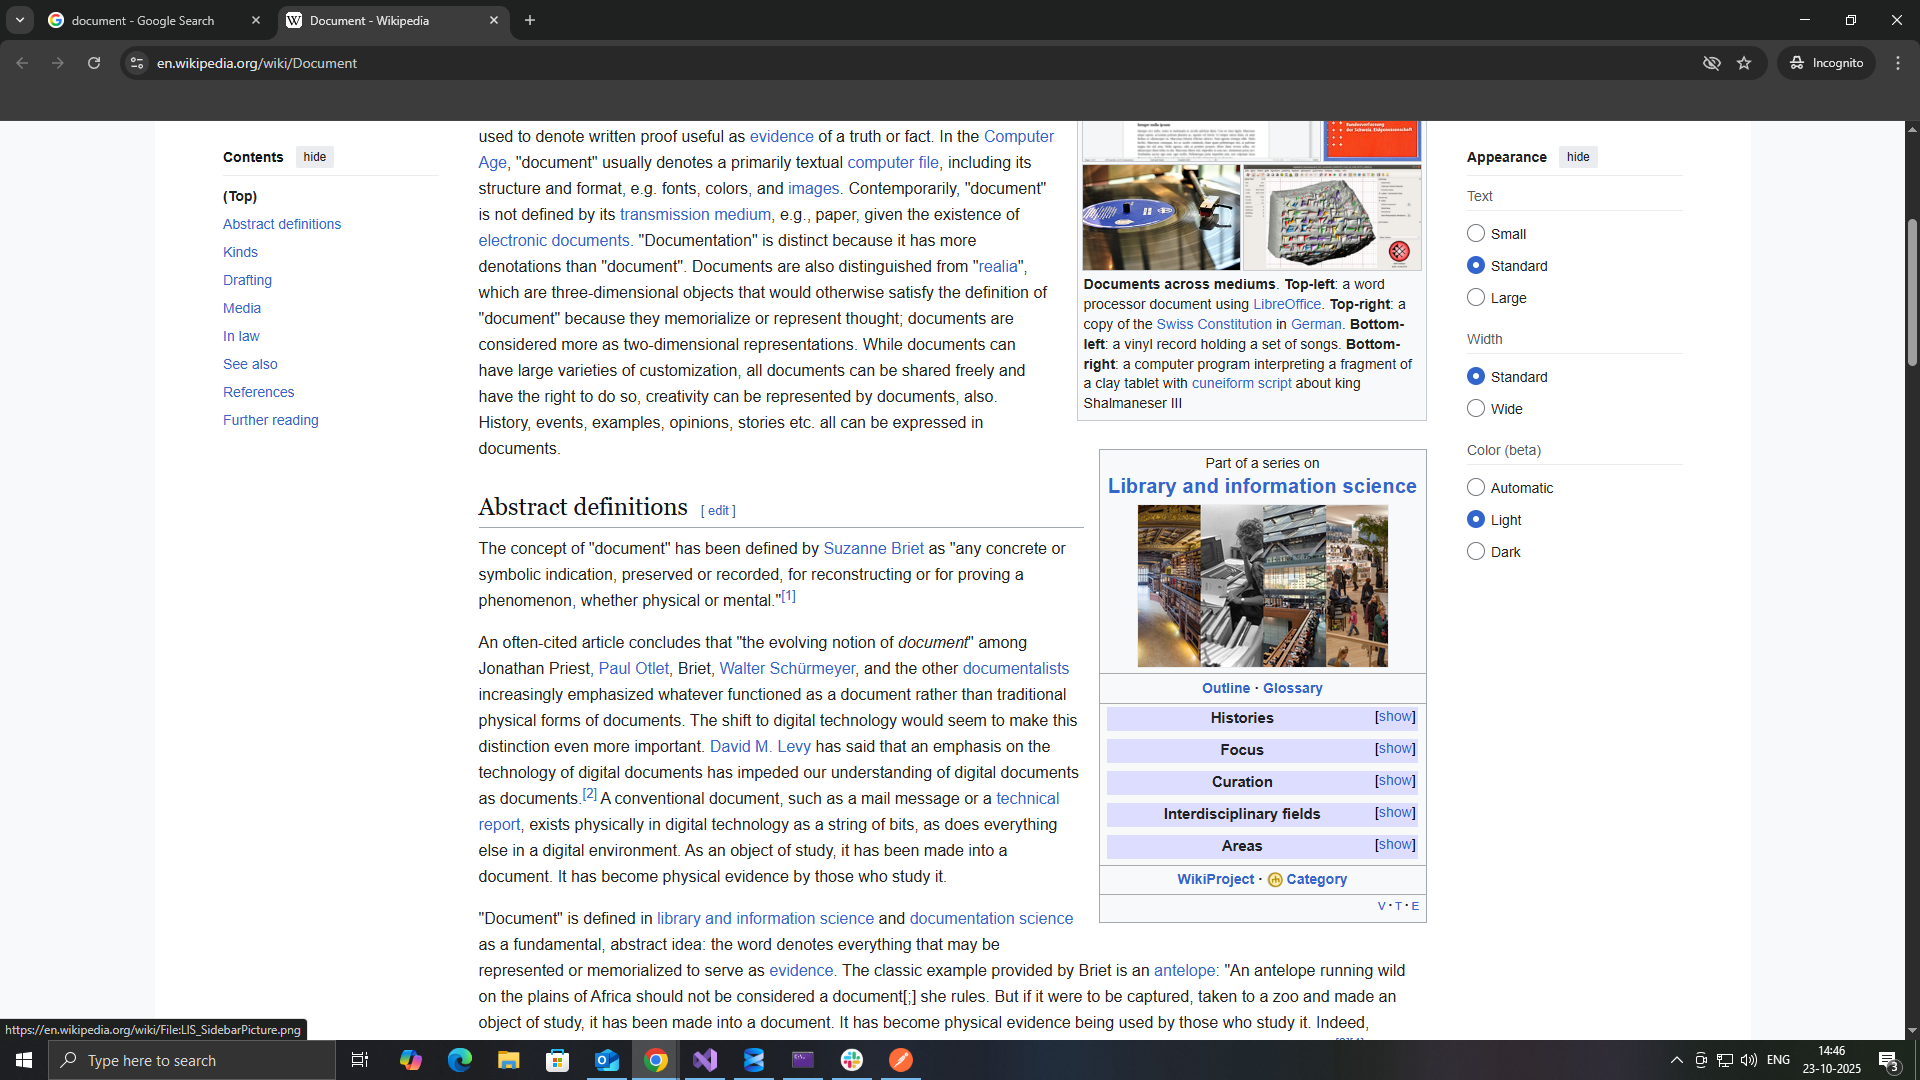 document - Google Search
Document - Wikipedia
en.wikipedia.org/wiki/Document
Incognito
Contents
hide
(Top)
Abstract definitions
Kinds
Drafting
Media
In law
See also
References
Further reading
used to denote written proof useful as evidence of a truth or fact. In the Computer
Age, "document" usually denotes a primarily textual computer file, including its
structure and format, e.g. fonts, colors, and images. Contemporarily, "document"
is not defined by its transmission medium, e.g., paper, given the existence of
electronic documents. "Documentation" is distinct because it has more
denotations than "document". Documents are also distinguished from "realia",
which are three-dimensional objects that would otherwise satisfy the definition of
"document" because they memorialize or represent thought; documents are
considered more as two-dimensional representations. While documents can
have large varieties of customization, all documents can be shared freely and
have the right to do so, creativity can be represented by documents, also.
History, events, examples, opinions, stories etc. all can be expressed in
documents.
Abstract definitions [ edit ]
The concept of "document" has been defined by Suzanne Briet as "any concrete or
symbolic indication, preserved or recorded, for reconstructing or for proving a
phenomenon, whether physical or mental."[1]
An often-cited article concludes that "the evolving notion of document" among
Jonathan Priest, Paul Otlet, Briet, Walter Schürmeyer, and the other documentalists
increasingly emphasized whatever functioned as a document rather than traditional
physical forms of documents. The shift to digital technology would seem to make this
distinction even more important. David M. Levy has said that an emphasis on the
technology of digital documents has impeded our understanding of digital documents
as documents.[2] A conventional document, such as a mail message or a technical
report, exists physically in digital technology as a string of bits, as does everything
else in a digital environment. As an object of study, it has been made into a
document. It has become physical evidence by those who study it.
"Document" is defined in library and information science and documentation science
as a fundamental, abstract idea: the word denotes everything that may be
represented or memorialized to serve as evidence. The classic example provided by Briet is an antelope: "An antelope running wild
on the plains of Africa should not be considered a document[;] she rules. But if it were to be captured, taken to a zoo and made an
object of study, it has been made into a document. It has become physical evidence being used by those who study it. Indeed,
Bundesverfassung
der Schweiz. Eidgenossenschaft
Documents across mediums. Top-left: a word
processor document using LibreOffice. Top-right: a
copy of the Swiss Constitution in German. Bottom-
left: a vinyl record holding a set of songs. Bottom-
right: a computer program interpreting a fragment of
a clay tablet with cuneiform script about king
Shalmaneser III
Part of a series on
Library and information science
Outline · Glossary
Histories [show]
Focus [show]
Curation [show]
Interdisciplinary fields [show]
Areas [show]
WikiProject · Category
V · T · E
Appearance
hide
Text
Small
Standard
Large
Width
Standard
Wide
Color (beta)
Automatic
Light
Dark
https://en.wikipedia.org/wiki/File:LIS_SidebarPicture.png
Type here to search
ENG
14:46
23-10-2025
3